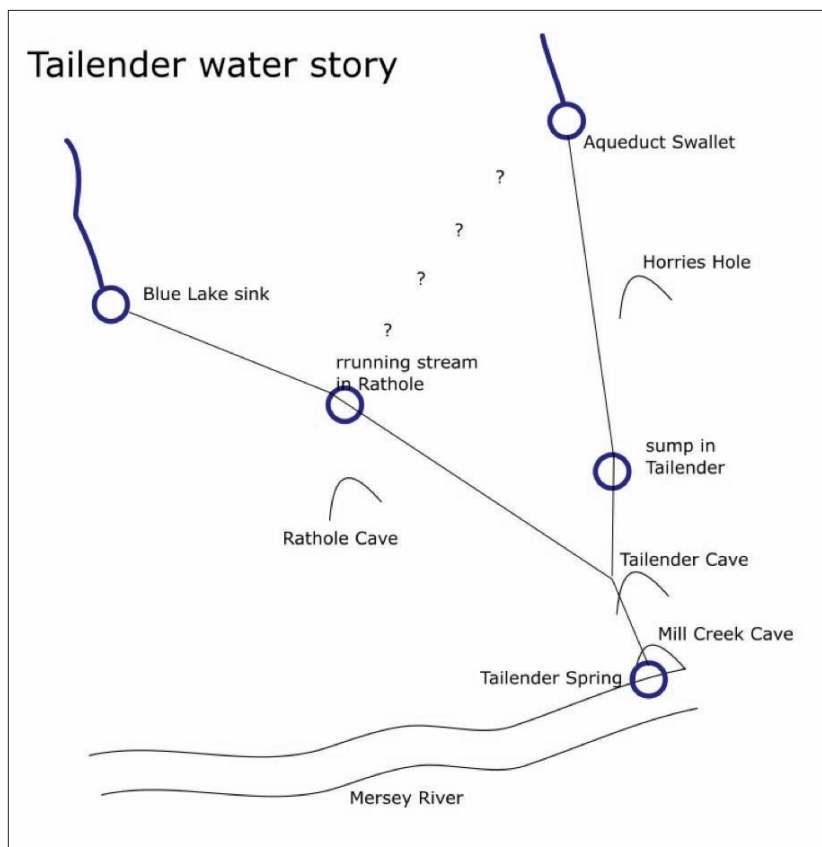 Tailender water story
Aqueduct Swallet
?
?
Horries Hole
?
Blue Lake sink
?
rrunning stream
in Rathole
sump in
Tailender
Rathole Cave
Tailender Cave
Mill Creek Cave
Tailender Spring
Mersey River